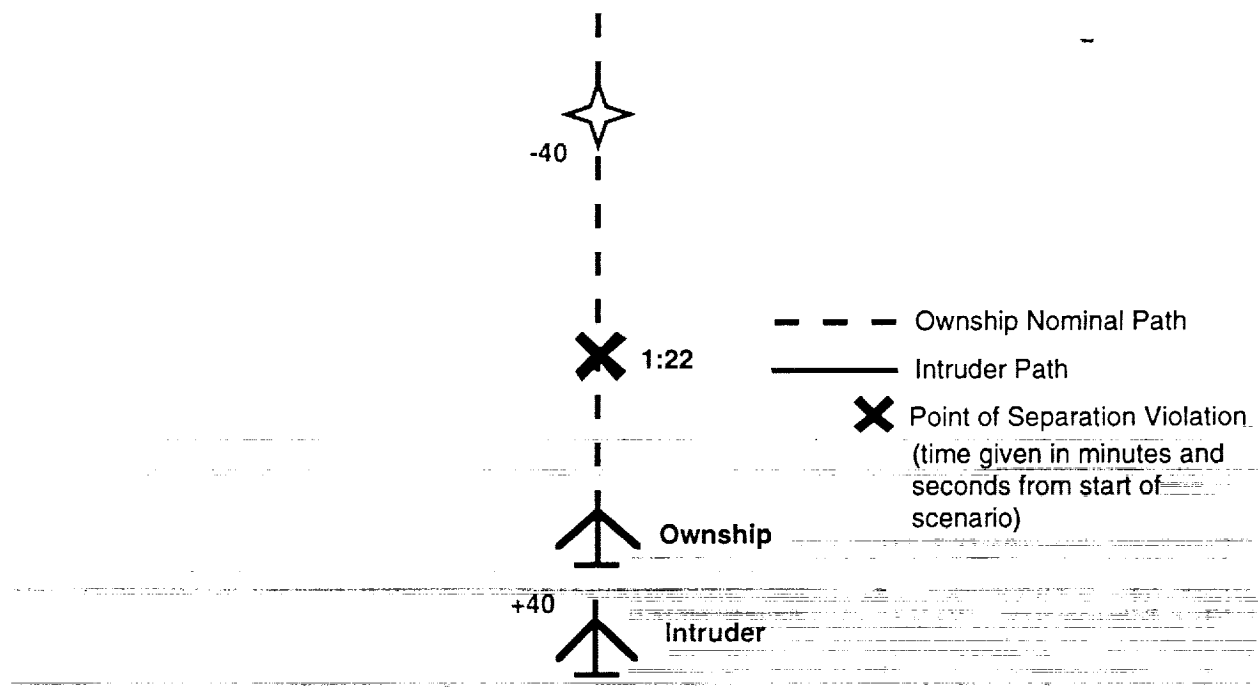 -40
1:22
Ownship Nominal Path
Intruder Path
Point of Separation Violation
(time given in minutes and
seconds from start of
scenario)
Ownship
+40
Intruder